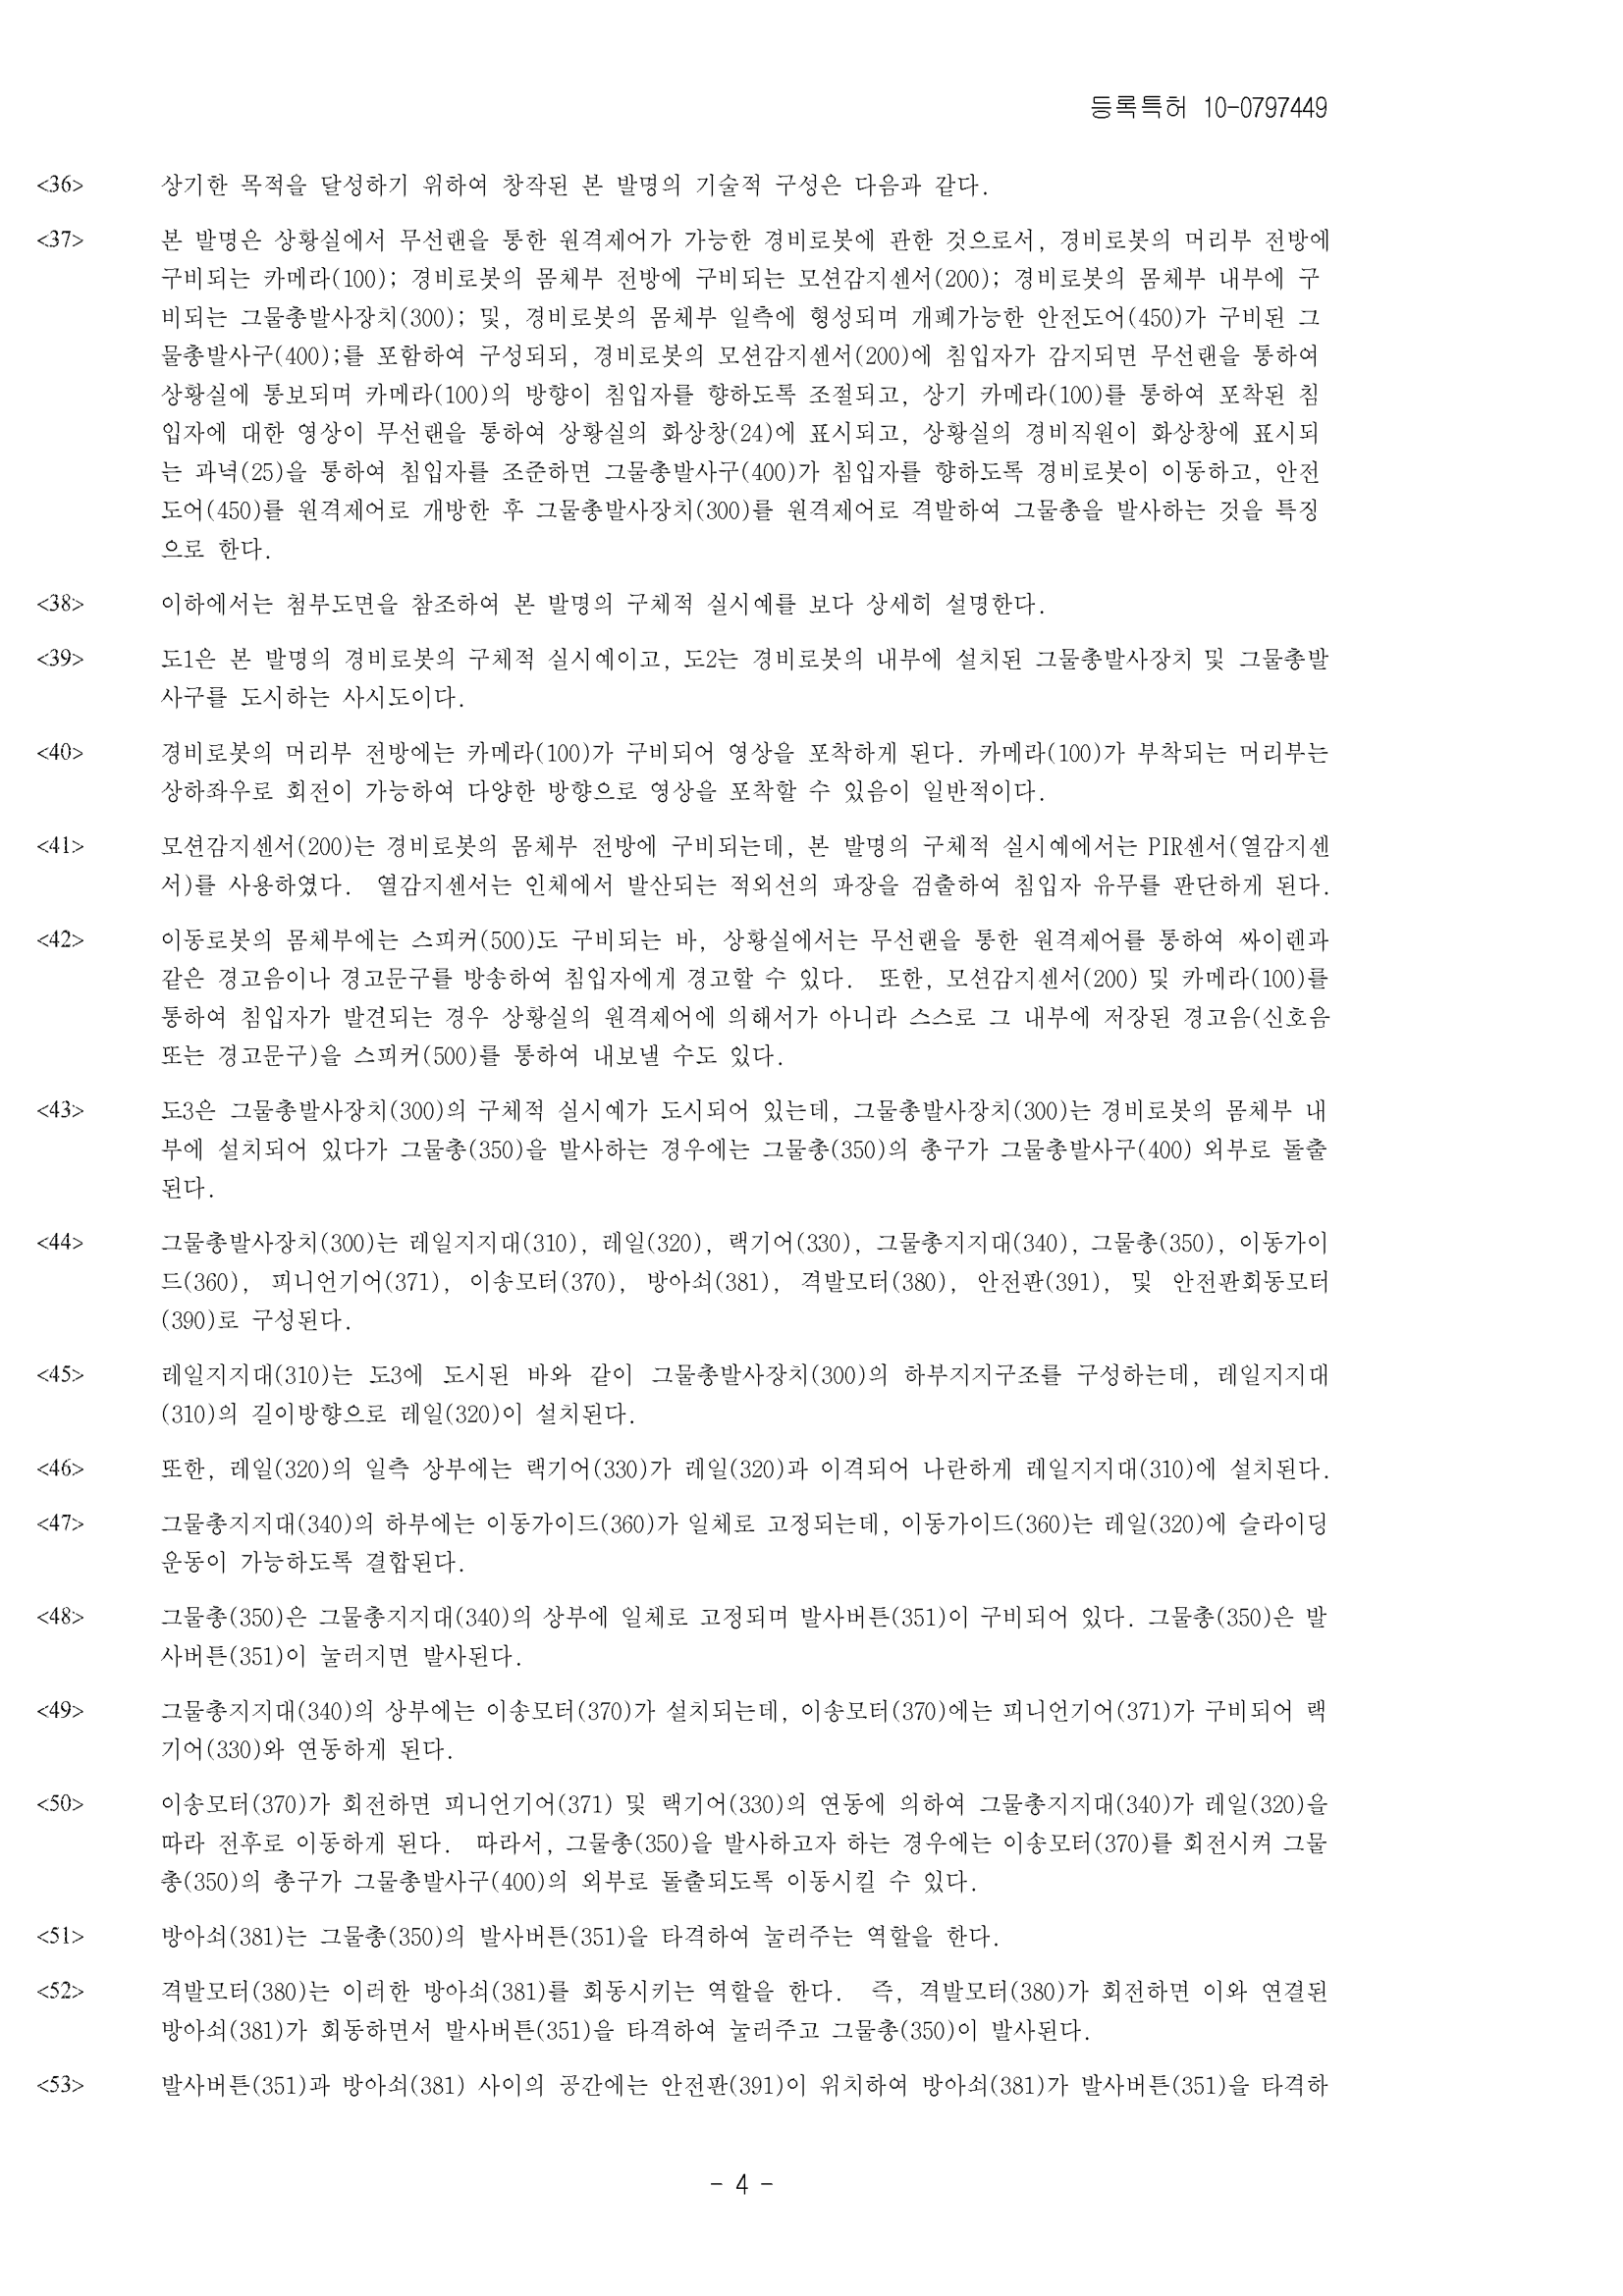 등록특허 10-0797449
<36> 상기한 목적을 달성하기 위하여 창작된 본 발명의 기술적 구성은 다음과 같다.
<37> 본 발명은 상황실에서 무선랜을 통한 원격제어가 가능한 경비로봇에 관한 것으로서, 경비로봇의 머리부 전방에
구비되는 카메라(100); 경비로봇의 몸체부 전방에 구비되는 모션감지센서(200); 경비로봇의 몸체부 내부에 구
비되는 그물총발사장치(300); 및, 경비로봇의 몸체부 일측에 형성되며 개폐가능한 안전도어(450)가 구비된 그
물총발사구(400);를 포함하여 구성되되, 경비로봇의 모션감지센서(200)에 침입자가 감지되면 무선랜을 통하여
상황실에 통보되며 카메라(100)의 방향이 침입자를 향하도록 조절되고, 상기 카메라(100)를 통하여 포착된 침
입자에 대한 영상이 무선랜을 통하여 상황실의 화상창(24)에 표시되고, 상황실의 경비직원이 화상창에 표시되
는 과녁(25)을 통하여 침입자를 조준하면 그물총발사구(400)가 침입자를 향하도록 경비로봇이 이동하고, 안전
도어(450)를 원격제어로 개방한 후 그물총발사장치(300)를 원격제어로 격발하여 그물총을 발사하는 것을 특징
으로 한다.
<38> 이하에서는 첨부도면을 참조하여 본 발명의 구체적 실시예를 보다 상세히 설명한다.
<39> 도1은 본 발명의 경비로봇의 구체적 실시예이고, 도2는 경비로봇의 내부에 설치된 그물총발사장치 및 그물총발
사구를 도시하는 사시도이다.
<40> 경비로봇의 머리부 전방에는 카메라(100)가 구비되어 영상을 포착하게 된다. 카메라(100)가 부착되는 머리부는
상하좌우로 회전이 가능하여 다양한 방향으로 영상을 포착할 수 있음이 일반적이다.
<41> 모션감지센서(200)는 경비로봇의 몸체부 전방에 구비되는데, 본 발명의 구체적 실시예에서는 PIR센서(열감지센
서)를 사용하였다. 열감지센서는 인체에서 발산되는 적외선의 파장을 검출하여 침입자 유무를 판단하게 된다.
<42> 이동로봇의 몸체부에는 스피커(500)도 구비되는 바, 상황실에서는 무선랜을 통한 원격제어를 통하여 싸이렌과
같은 경고음이나 경고문구를 방송하여 침입자에게 경고할 수 있다. 또한, 모션감지센서(200) 및 카메라(100)를
통하여 침입자가 발견되는 경우 상황실의 원격제어에 의해서가 아니라 스스로 그 내부에 저장된 경고음(신호음
또는 경고문구)을 스피커(500)를 통하여 내보낼 수도 있다.
<43> 도3은 그물총발사장치(300)의 구체적 실시예가 도시되어 있는데, 그물총발사장치(300)는 경비로봇의 몸체부 내
부에 설치되어 있다가 그물총(350)을 발사하는 경우에는 그물총(350)의 총구가 그물총발사구(400) 외부로 돌출
된다.
<44> 그물총발사장치(300)는 레일지지대(310), 레일(320), 랙기어(330), 그물총지지대(340), 그물총(350), 이동가이
드(360), 피니언기어(371), 이송모터(370), 방아쇠(381), 격발모터(380), 안전판(391), 및 안전판회동모터
(390)로 구성된다.
<45> 레일지지대(310)는 도3에 도시된 바와 같이 그물총발사장치(300)의 하부지지구조를 구성하는데, 레일지지대
(310)의 길이방향으로 레일(320)이 설치된다.
<46> 또한, 레일(320)의 일측 상부에는 랙기어(330)가 레일(320)과 이격되어 나란하게 레일지지대(310)에 설치된다.
<47> 그물총지지대(340)의 하부에는 이동가이드(360)가 일체로 고정되는데, 이동가이드(360)는 레일(320)에 슬라이딩
운동이 가능하도록 결합된다.
<48> 그물총(350)은 그물총지지대(340)의 상부에 일체로 고정되며 발사버튼(351)이 구비되어 있다. 그물총(350)은 발
사버튼(351)이 눌러지면 발사된다.
<49> 그물총지지대(340)의 상부에는 이송모터(370)가 설치되는데, 이송모터(370)에는 피니언기어(371)가 구비되어 랙
기어(330)와 연동하게 된다.
<50> 이송모터(370)가 회전하면 피니언기어(371) 및 랙기어(330)의 연동에 의하여 그물총지지대(340)가 레일(320)을
따라 전후로 이동하게 된다. 따라서, 그물총(350)을 발사하고자 하는 경우에는 이송모터(370)를 회전시켜 그물
총(350)의 총구가 그물총발사구(400)의 외부로 돌출되도록 이동시킬 수 있다.
<51> 방아쇠(381)는 그물총(350)의 발사버튼(351)을 타격하여 눌러주는 역할을 한다.
<52> 격발모터(380)는 이러한 방아쇠(381)를 회동시키는 역할을 한다. 즉, 격발모터(380)가 회전하면 이와 연결된
방아쇠(381)가 회동하면서 발사버튼(351)을 타격하여 눌러주고 그물총(350)이 발사된다.
<53> 발사버튼(351)과 방아쇠(381) 사이의 공간에는 안전판(391)이 위치하여 방아쇠(381)가 발사버튼(351)을 타격하
- 4 -